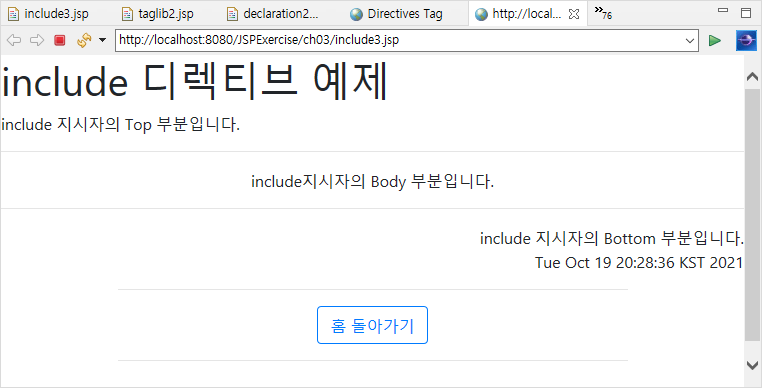 include3.jsp
taglib2.jsp
declaration2...
Directives Tag
http://local...
»76
http://localhost:8080/JSPExercise/ch03/include3.jsp
include 디렉티브 예제
include 지시자의 Top 부분입니다.
include지시자의 Body 부분입니다.
include 지시자의 Bottom 부분입니다.
Tue Oct 19 20:28:36 KST 2021
홈 돌아가기